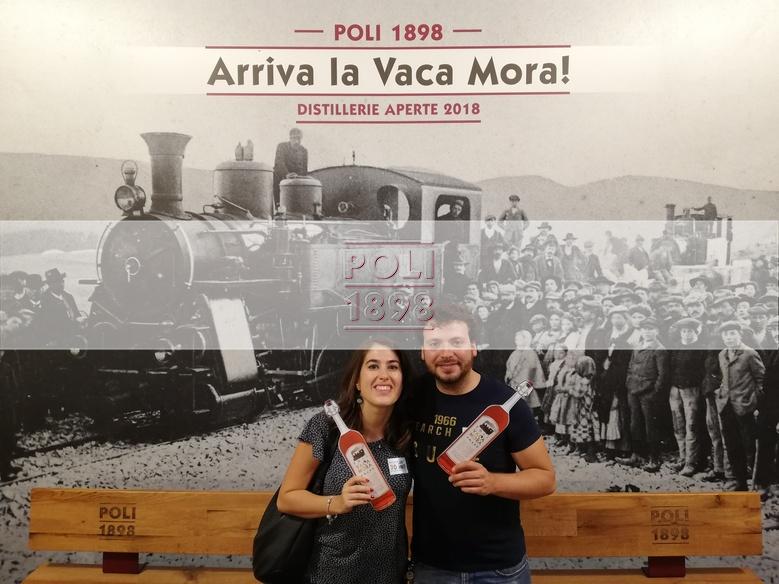 POLI 1898
Arriva la Vaca Mora!
DISTILLERIE APERTE 2018
POLI
1898
1966
ARCH
POLI
1898
POLI
1898